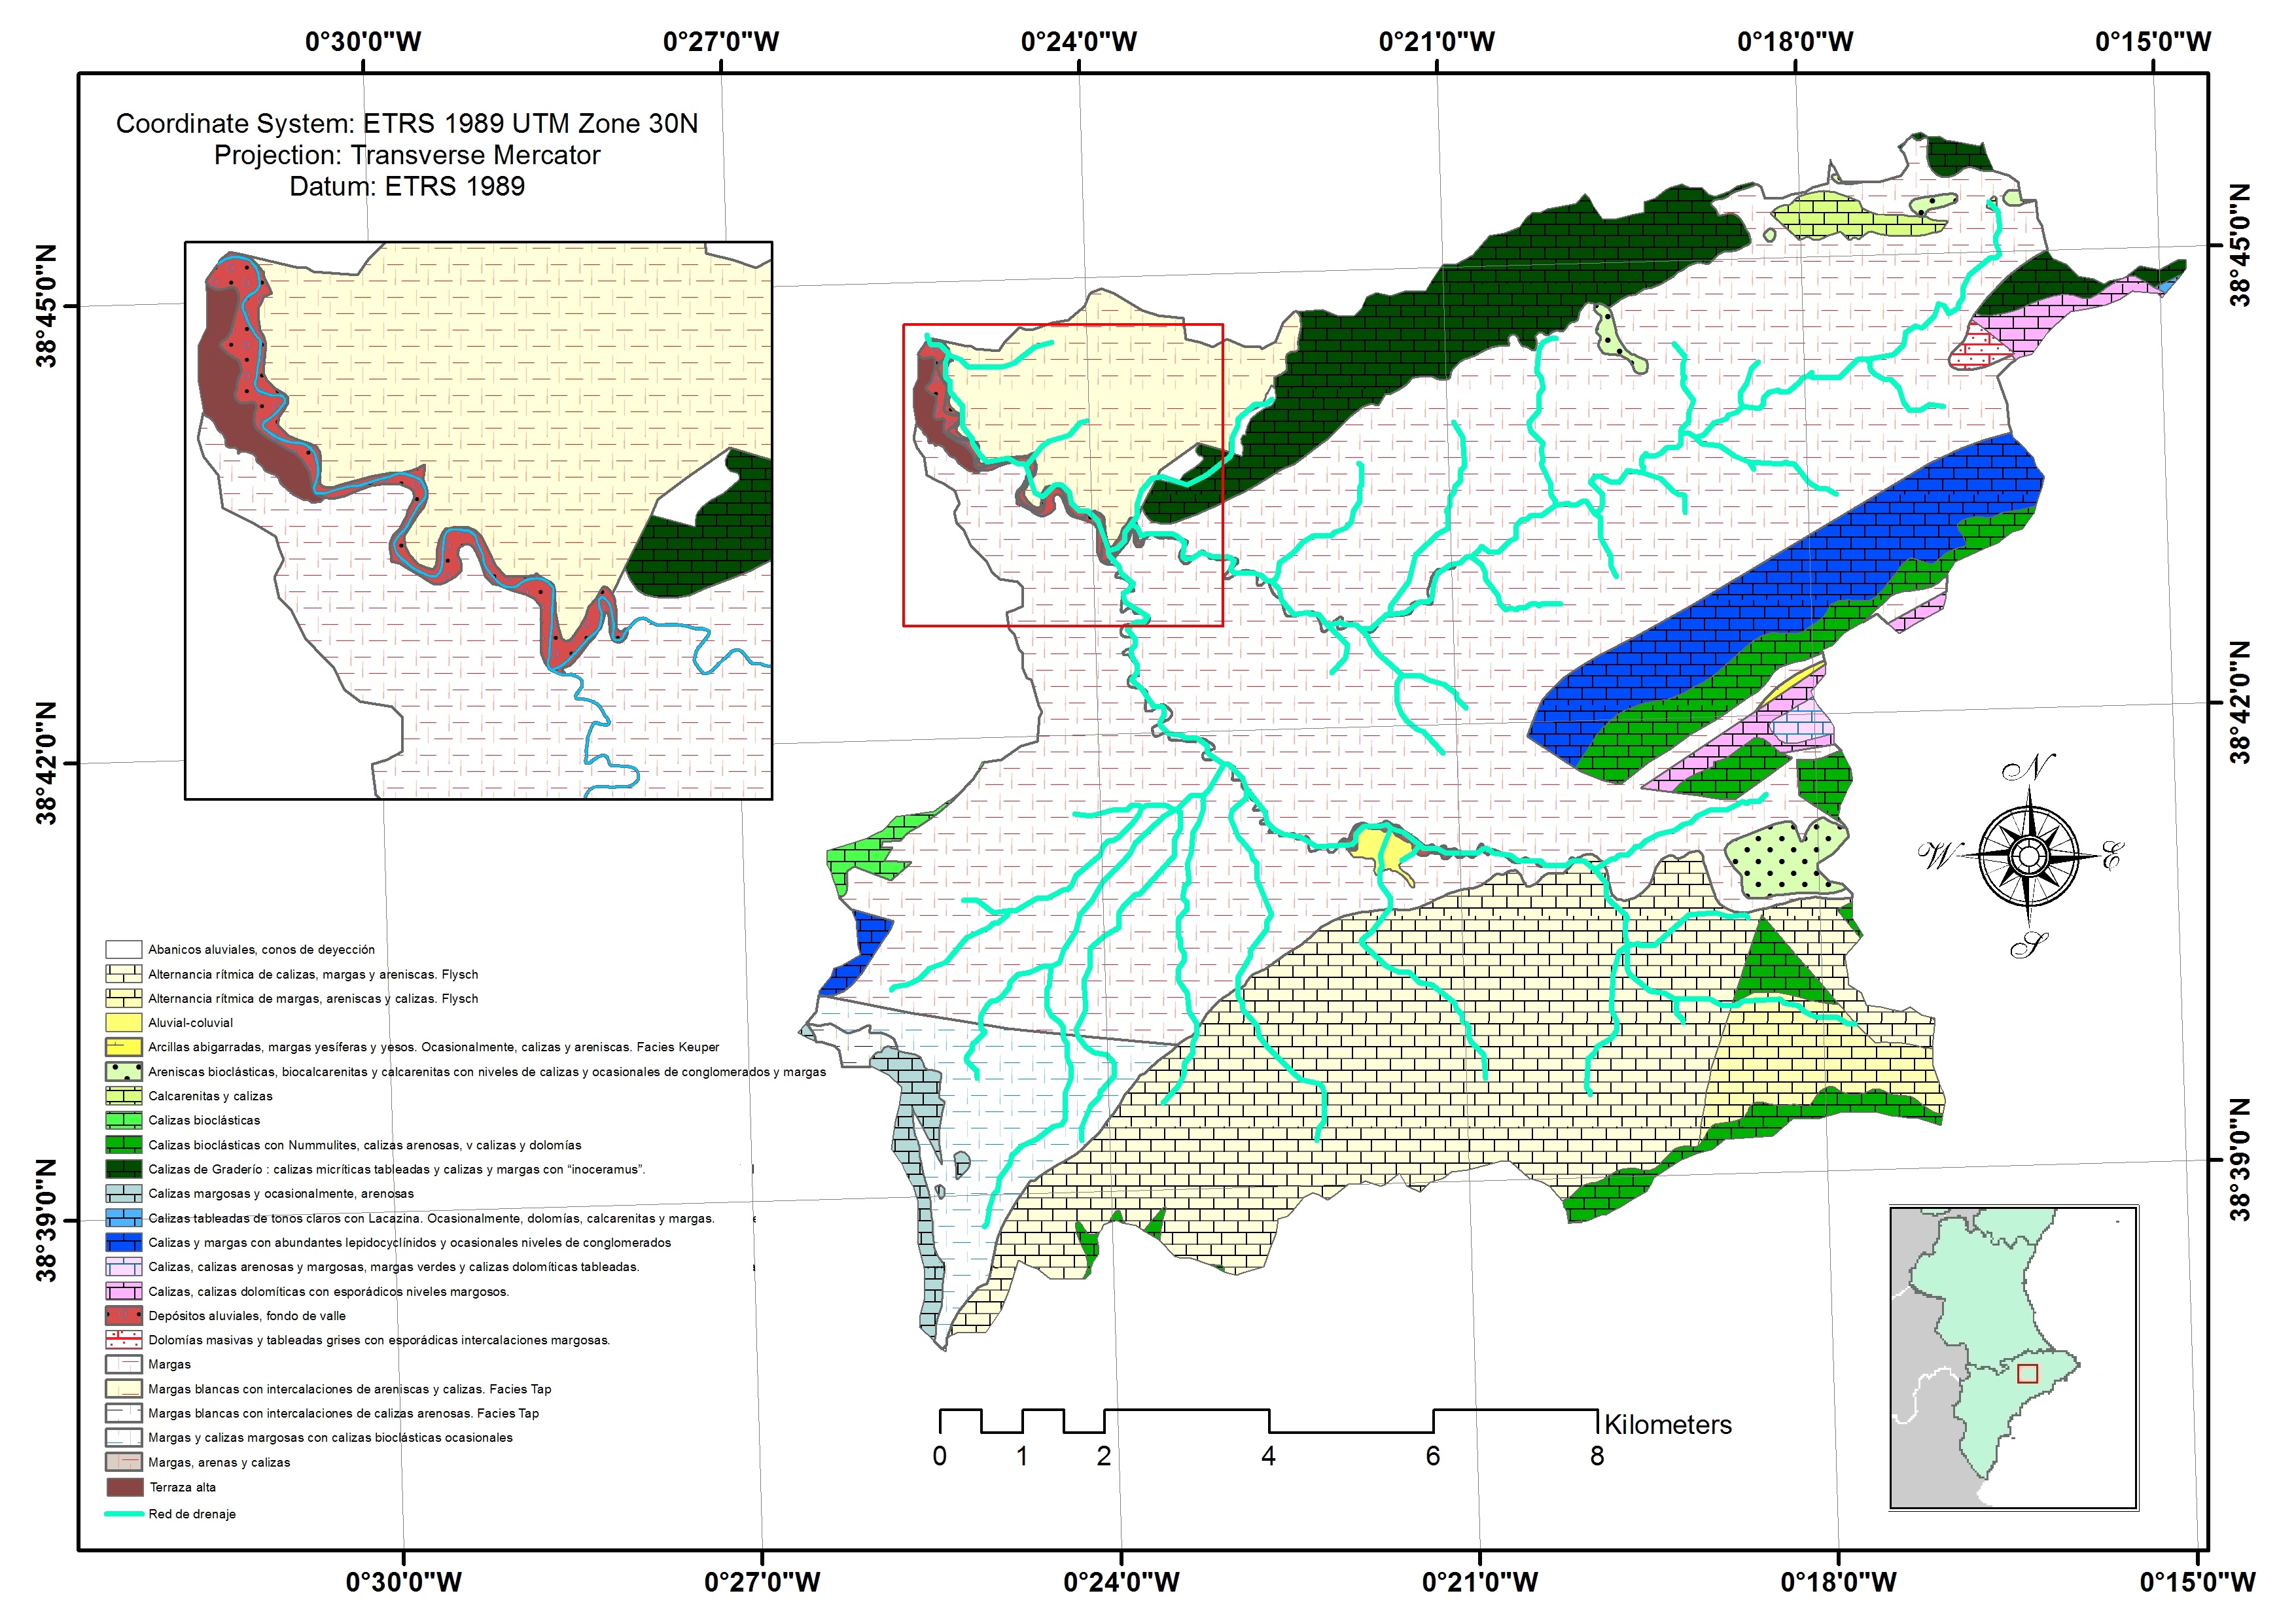 0°30'0"W 0°27'0"W 0°24'0"W 0°21'0"W 0°18'0"W 0°15'0"W
Coordinate System: ETRS 1989 UTM Zone 30N
Projection: Transverse Mercator
Datum: ETRS 1989
38°45'0"N
38°45'0"N
38°42'0"N
38°42'0"N
N
W
E
S
Abanicos aluviales, conos de deyección
Alternancia rítmica de calizas, margas y areniscas. Flysch
Alternancia rítmica de margas, areniscas y calizas. Flysch
Aluvial-coluvial
Arcillas abigarradas, margas yesíferas y yesos. Ocasionalmente, calizas y areniscas. Facies Keuper
Areniscas bioclásticas, biocalcarenitas y calcarenitas con niveles de calizas y ocasionales de conglomerados y margas
Calcarenitas y calizas
Calizas bioclásticas
Calizas bioclásticas con Nummulites, calizas arenosas, v calizas y dolomías
Calizas de Graderío : calizas micríticas tableadas y calizas y margas con “inoceramus”.
Calizas margosas y ocasionalmente, arenosas
Calizas tableadas de tonos claros con Lacazina. Ocasionalmente, dolomías, calcarenitas y margas.
Calizas y margas con abundantes lepidocyclínidos y ocasionales niveles de conglomerados
Calizas, calizas arenosas y margosas, margas verdes y calizas dolomíticas tableadas.
Calizas, calizas dolomíticas con esporádicos niveles margosos.
Depósitos aluviales, fondo de valle
Dolomías masivas y tableadas grises con esporádicas intercalaciones margosas.
Margas
Margas blancas con intercalaciones de areniscas y calizas. Facies Tap
Margas blancas con intercalaciones de calizas arenosas. Facies Tap
Margas y calizas margosas con calizas bioclásticas ocasionales
Margas, arenas y calizas
Terraza alta
Red de drenaje
38°39'0"N
38°39'0"N
Kilometers
0 1 2 4 6 8
0°30'0"W 0°27'0"W 0°24'0"W 0°21'0"W 0°18'0"W 0°15'0"W